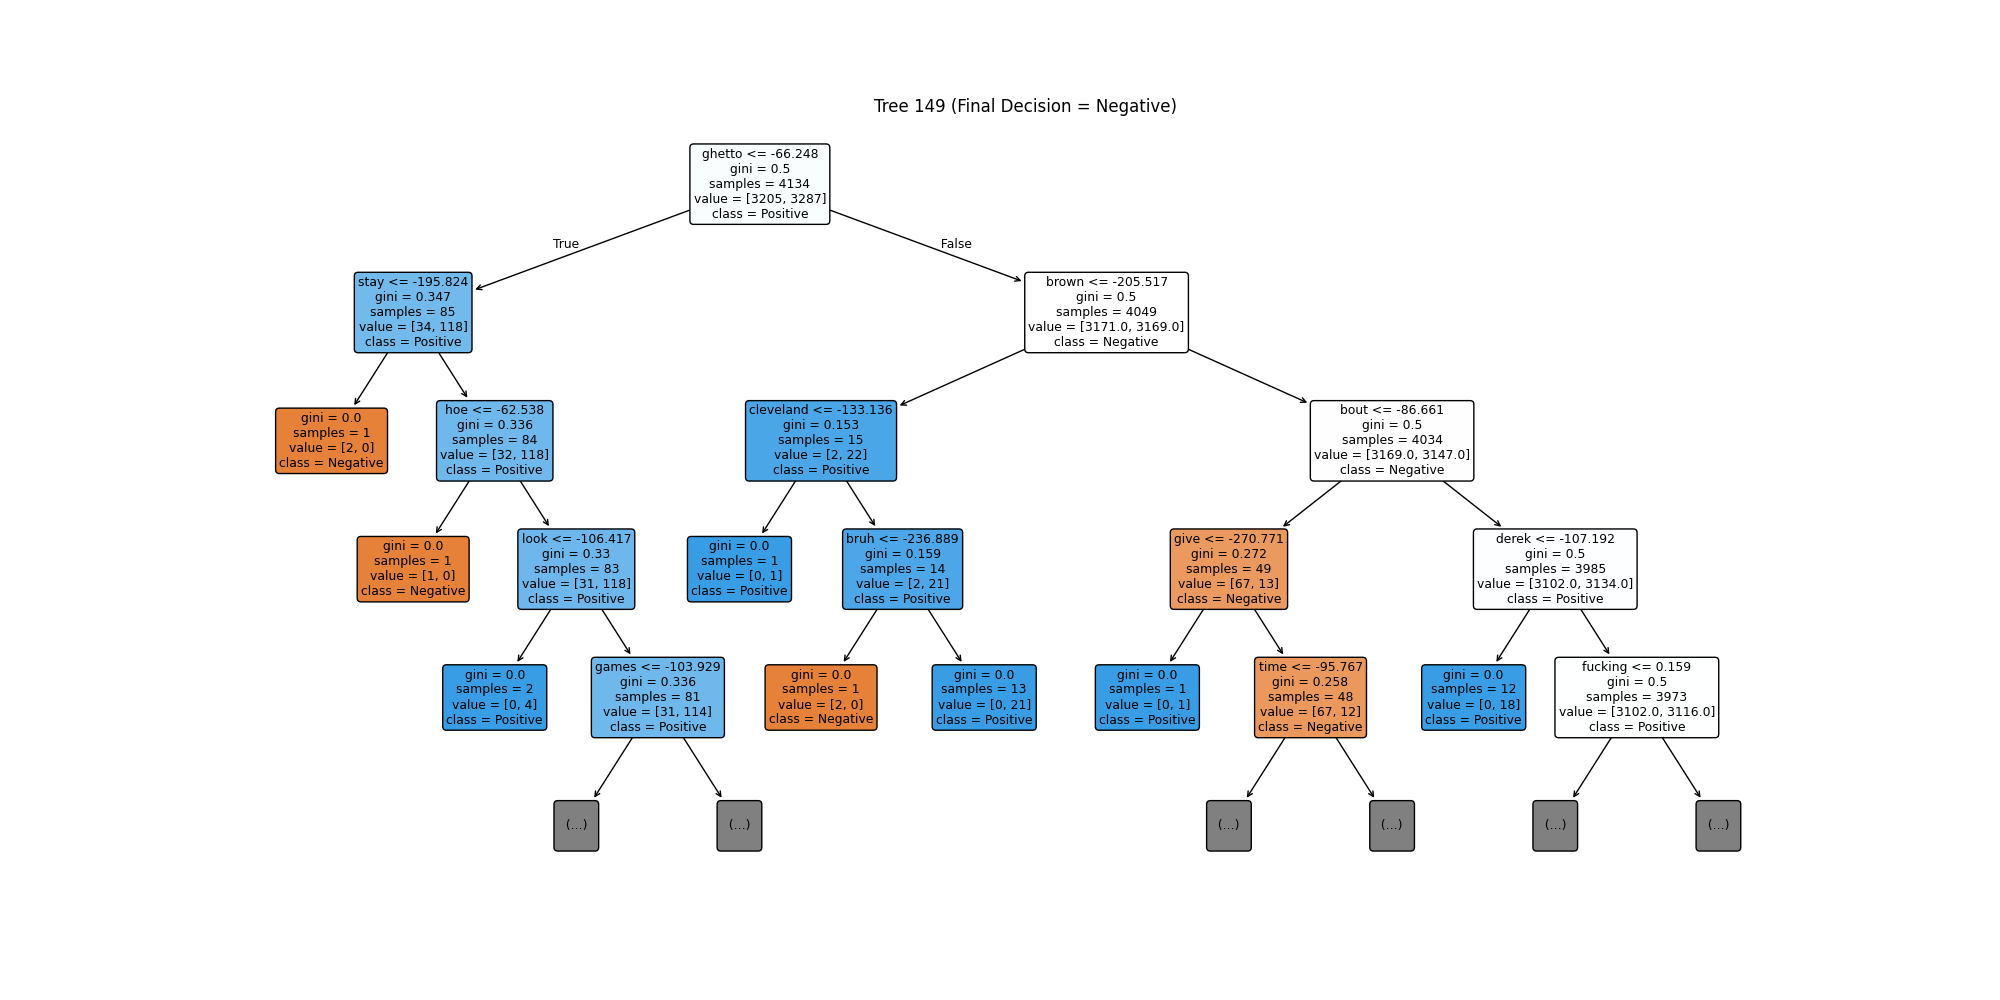 Tree 149 (Final Decision = Negative)
ghetto <= -66.248
gini = 0.5
samples = 4134
value = [3205, 3287]
class = Positive
True
False
stay <= -195.824
gini = 0.347
samples = 85
value = [34, 118]
class = Positive
brown <= -205.517
gini = 0.5
samples = 4049
value = [3171.0, 3169.0]
class = Negative
gini = 0.0
samples = 1
value = [2, 0]
class = Negative
hoe <= -62.538
gini = 0.336
samples = 84
value = [32, 118]
class = Positive
cleveland <= -133.136
gini = 0.153
samples = 15
value = [2, 22]
class = Positive
bout <= -86.661
gini = 0.5
samples = 4034
value = [3169.0, 3147.0]
class = Negative
gini = 0.0
samples = 1
value = [1, 0]
class = Negative
look <= -106.417
gini = 0.33
samples = 83
value = [31, 118]
class = Positive
gini = 0.0
samples = 1
value = [0, 1]
class = Positive
bruh <= -236.889
gini = 0.159
samples = 14
value = [2, 21]
class = Positive
give <= -270.771
gini = 0.272
samples = 49
value = [67, 13]
class = Negative
derek <= -107.192
gini = 0.5
samples = 3985
value = [3102.0, 3134.0]
class = Positive
gini = 0.0
samples = 2
value = [0, 4]
class = Positive
games <= -103.929
gini = 0.336
samples = 81
value = [31, 114]
class = Positive
gini = 0.0
samples = 1
value = [2, 0]
class = Negative
gini = 0.0
samples = 13
value = [0, 21]
class = Positive
gini = 0.0
samples = 1
value = [0, 1]
class = Positive
time <= -95.767
gini = 0.258
samples = 48
value = [67, 12]
class = Negative
gini = 0.0
samples = 12
value = [0, 18]
class = Positive
fucking <= 0.159
gini = 0.5
samples = 3973
value = [3102.0, 3116.0]
class = Positive
(...)
(...)
(...)
(...)
(...)
(...)